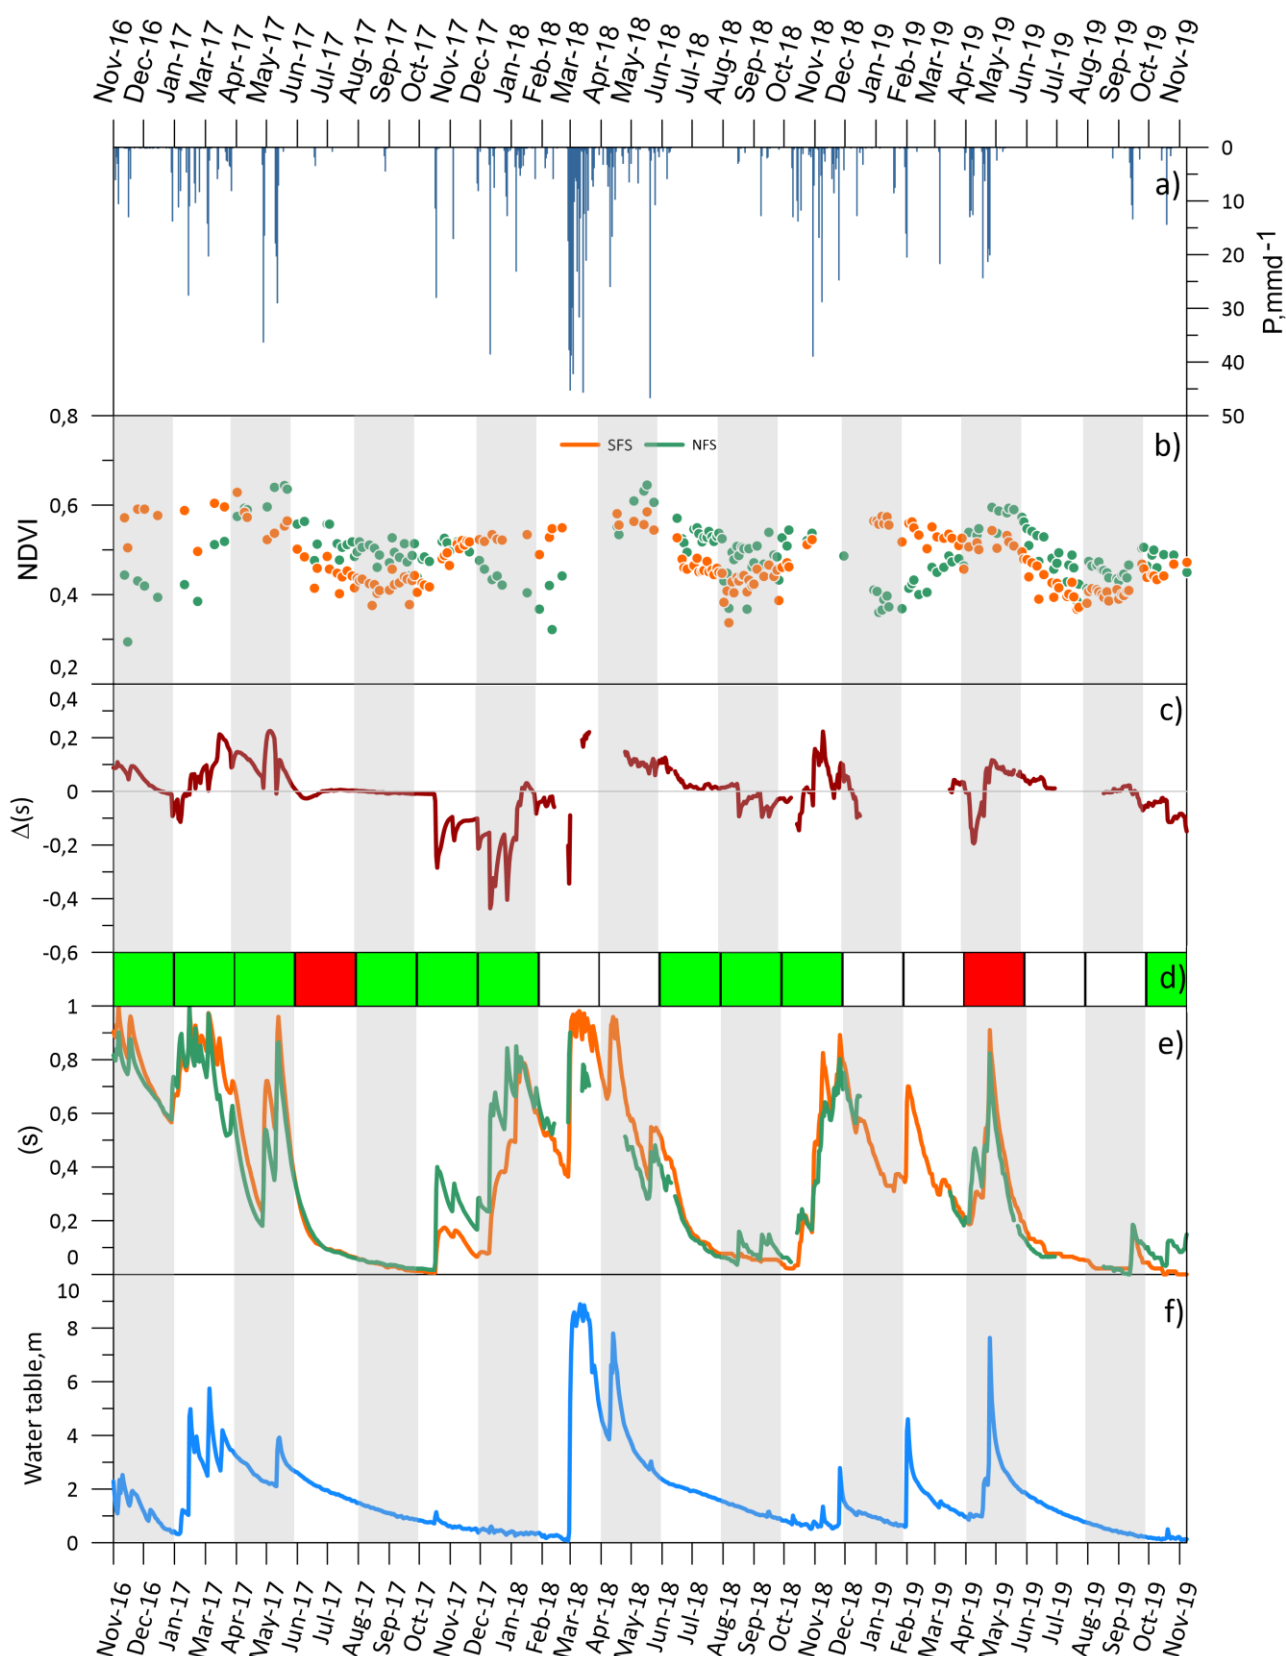 Nov-16 Dec-16 Jan-17 Mar-17 Apr-17 May-17 Jun-17 Jul-17 Aug-17 Sep-17 Oct-17 Nov-17 Dec-17 Jan-18 Feb-18 Mar-18 Apr-18 May-18 Jun-18 Jul-18 Aug-18 Sep-18 Oct-18 Nov-18 Dec-18 Jan-19 Feb-19 Mar-19 Apr-19 May-19 Jun-19 Jul-19 Aug-19 Sep-19 Oct-19 Nov-19
0
a)
10
20
30
40
50
P,mmd-1
0,8
b)
SFS NFS
0,6
NDVI
0,4
0,2
0,4
c)
0,2
0
Δ(s)
-0,2
-0,4
-0,6
d)
1
e)
0,8
0,6
(s)
0,4
0,2
0
10
f)
8
6
Water table,m
4
2
0
Nov-16 Dec-16 Jan-17 Mar-17 Apr-17 May-17 Jun-17 Jul-17 Aug-17 Sep-17 Oct-17 Nov-17 Dec-17 Jan-18 Feb-18 Mar-18 Apr-18 May-18 Jun-18 Jul-18 Aug-18 Sep-18 Oct-18 Nov-18 Dec-18 Jan-19 Feb-19 Mar-19 Apr-19 May-19 Jun-19 Jul-19 Aug-19 Sep-19 Oct-19 Nov-19